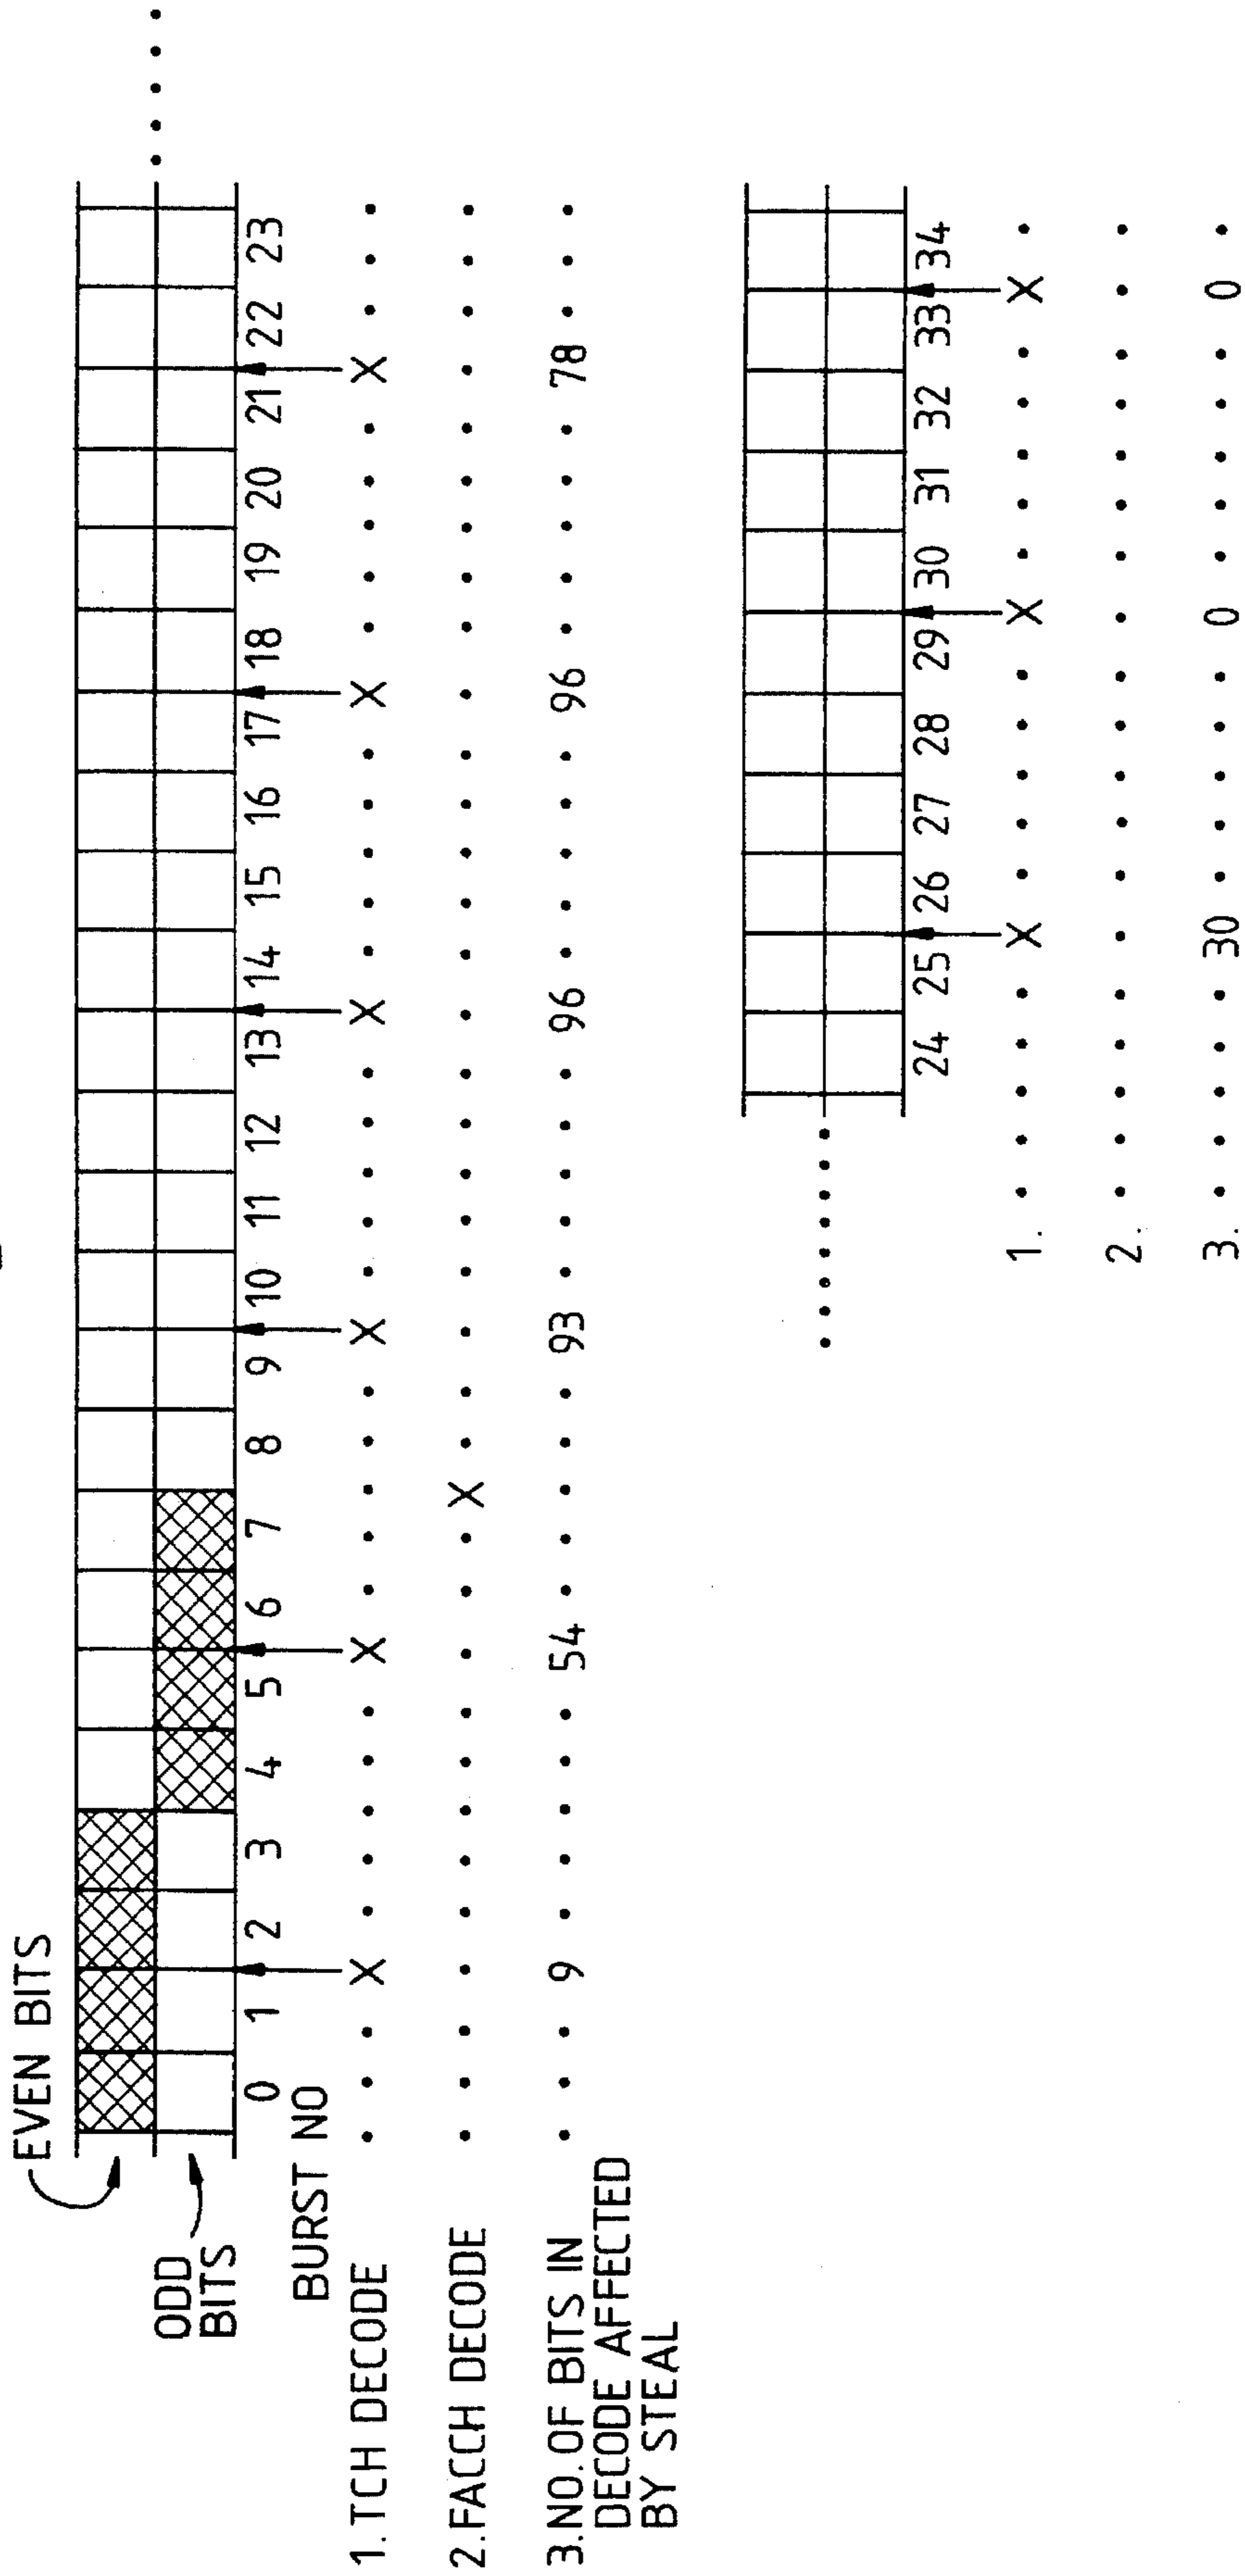 EVEN BITS
ODD
BITS
0 1 2 3 4 5 6 7 8 9 10 11 12 13 14 15 16 17 18 19 20 21 22 23
BURST NO
1.TCH DECODE • • • X • • • • • X • • • • • X • • • • • X • • • • • X • • • • • X • • •
2.FACCH DECODE • • • • • • • • • • • • X • • • • • • • • • • • • • • • • • • • • • • •
3.NO.OF BITS IN • • • 9 • • • • • 54 • • • • • 93 • • • • • 96 • • • • • 96 • • • • • 78 • • •
DECODE AFFECTED
BY STEAL
24 25 26 27 28 29 30 31 32 33 34
1. • • • • • X • • • • • X • • • • • X •
2. • • • • • • • • • • • • • • • • • • •
3. • • • • • 30 • • • • • 0 • • • • • 0 •